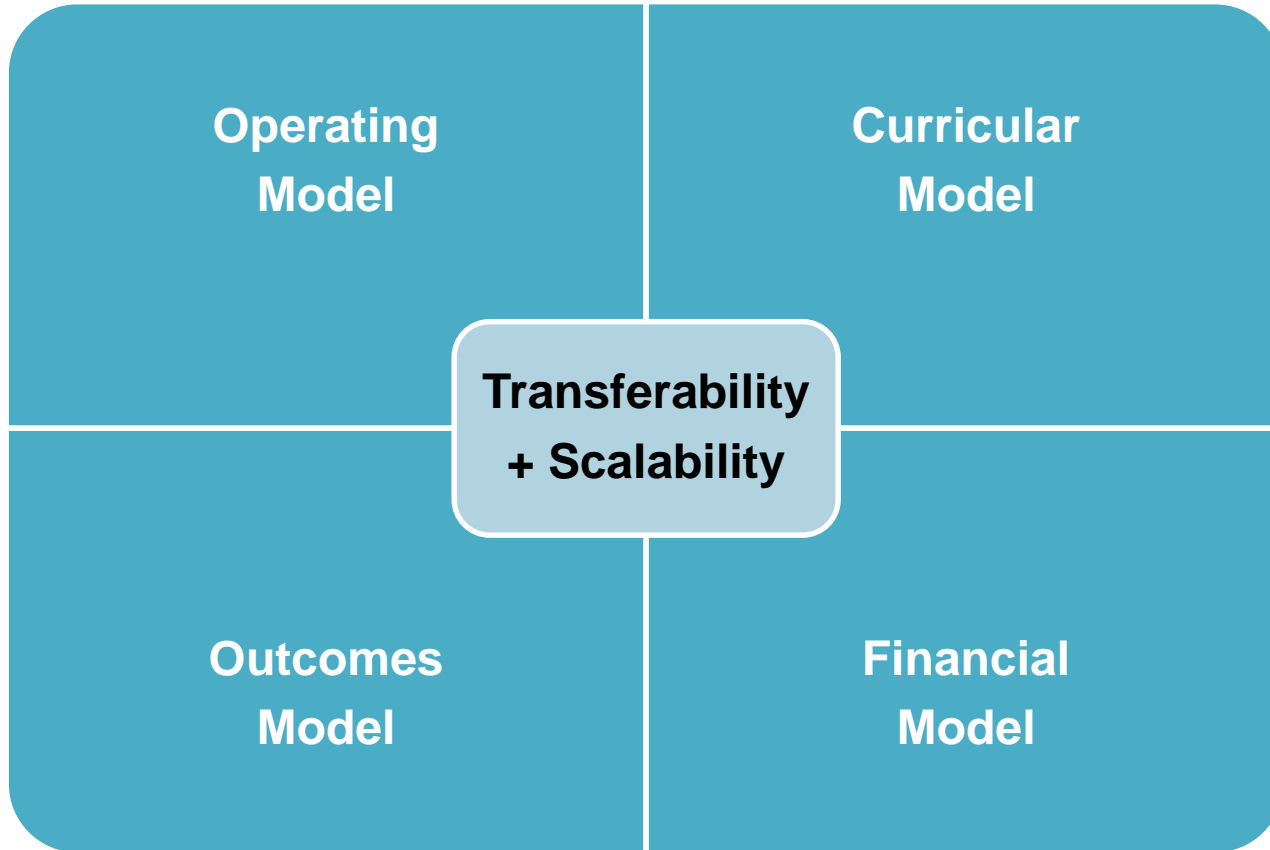 Operating
Model
Curricular
Model
Transferability
+ Scalability
Outcomes
Model
Financial
Model